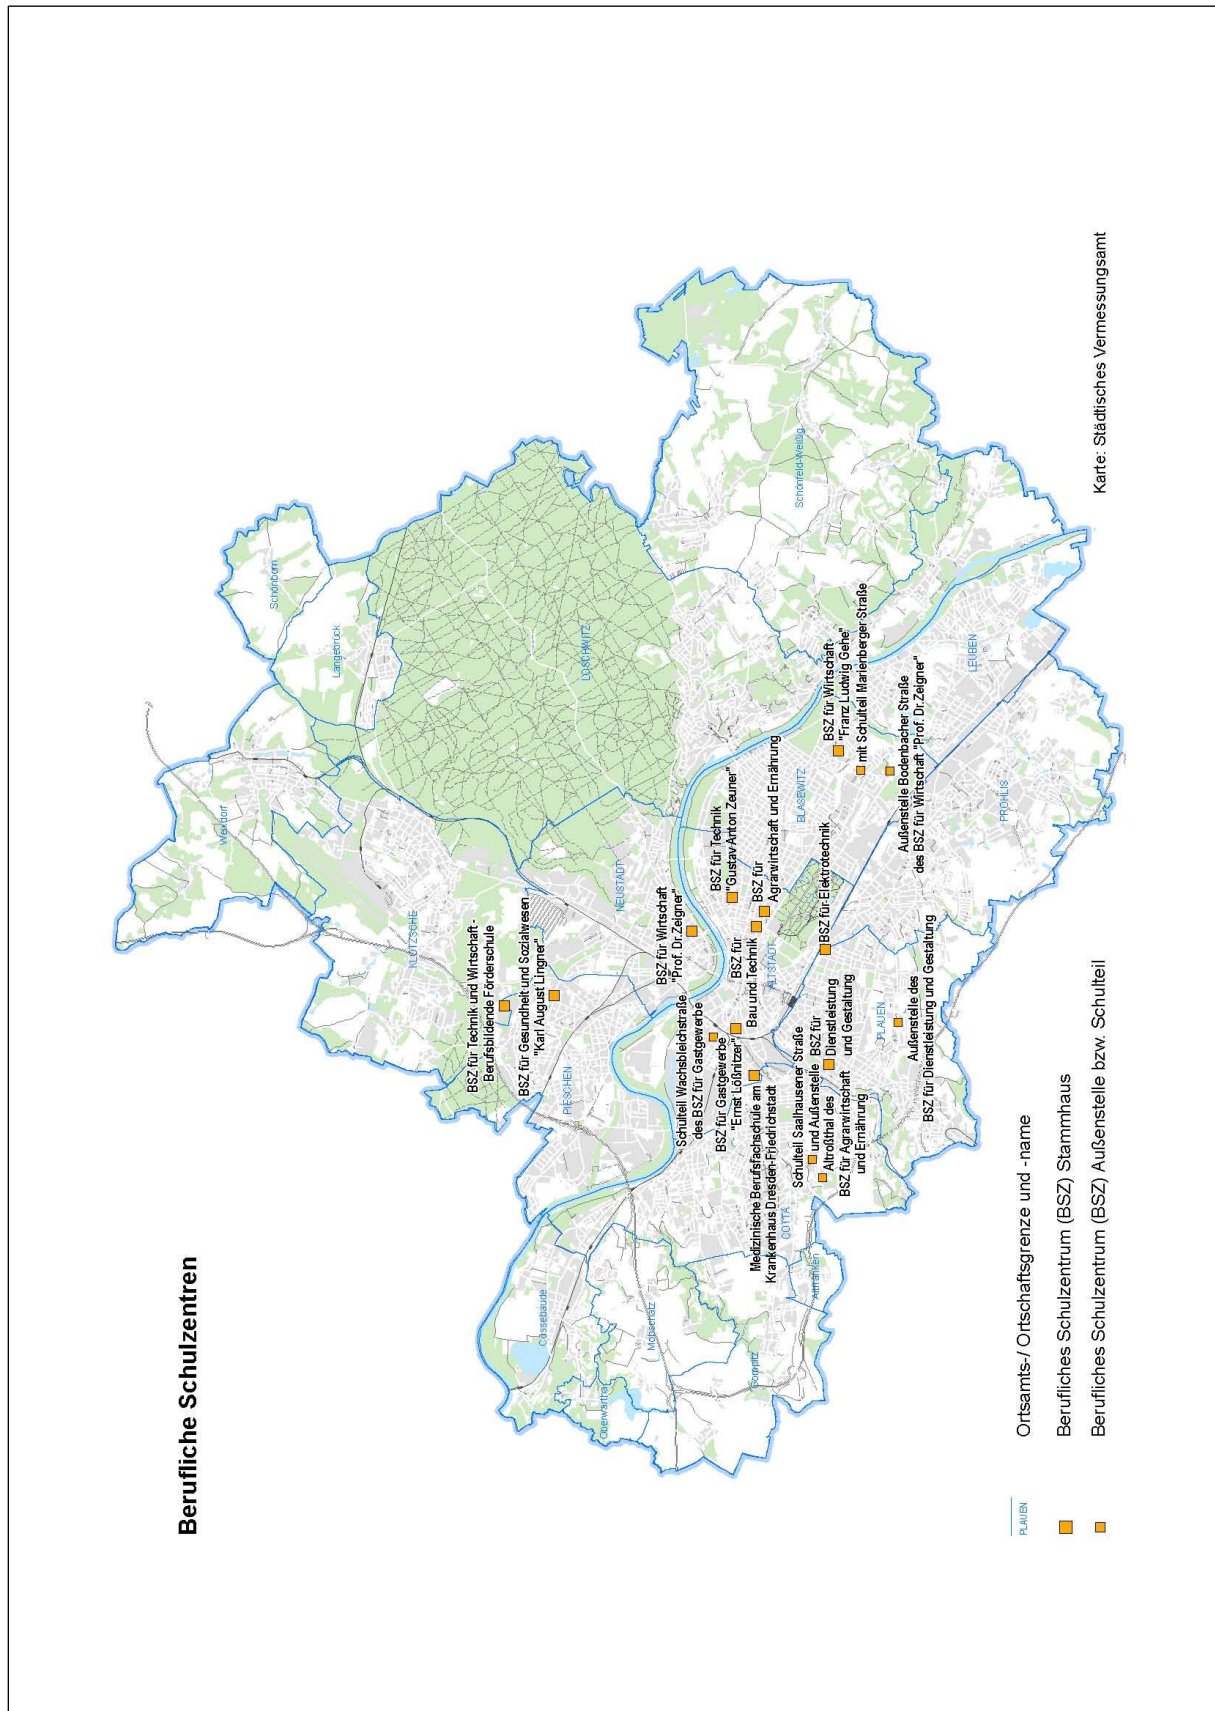 Berufliche Schulzentren
Schönborn
Langebrück
Weixdorf
KLOTZSCHE
LOSCHWITZ
Schönfeld-Weißig
BSZ für Technik und Wirtschaft -
Berufsbildende Förderschule
BSZ für Gesundheit und Sozialwesen
"Karl August Lingner"
PIESCHEN
NEUSTADT
BSZ für Wirtschaft
"Prof. Dr.Zeigner"
BSZ für Technik
"Gustav Anton Zeuner"
BSZ für
Agrarwirtschaft und Ernährung
BSZ für
Bau und Technik
Schulteil Wachsbleichstraße
des BSZ für Gastgewerbe
BSZ für Gastgewerbe
"Ernst Lößnitzer"
Medizinische Berufsfachschule am
Krankenhaus Dresden-Friedrichstadt
ALTSTADT
BLASEWITZ
BSZ für Wirtschaft
"Franz Ludwig Gehe"
mit Schulteil Marienberger Straße
Außenstelle Bodenbacher Straße
des BSZ für Wirtschaft "Prof. Dr.Zeigner"
BSZ für Elektrotechnik
Schulteil Saalhausener Straße
und Außenstelle
Altroßthal des
BSZ für Agrarwirtschaft
und Ernährung
BSZ für
Dienstleistung
und Gestaltung
PLAUEN
Außenstelle des
BSZ für Dienstleistung und Gestaltung
LEUBEN
PROHLIS
Cossebaude
Oberwartha
Mobschatz
Gompitz
COTTA
Altfranken
PLAUEN
Ortsamts-/ Ortschaftsgrenze und -name
Berufliches Schulzentrum (BSZ) Stammhaus
Berufliches Schulzentrum (BSZ) Außenstelle bzw. Schulteil
Karte: Städtisches Vermessungsamt